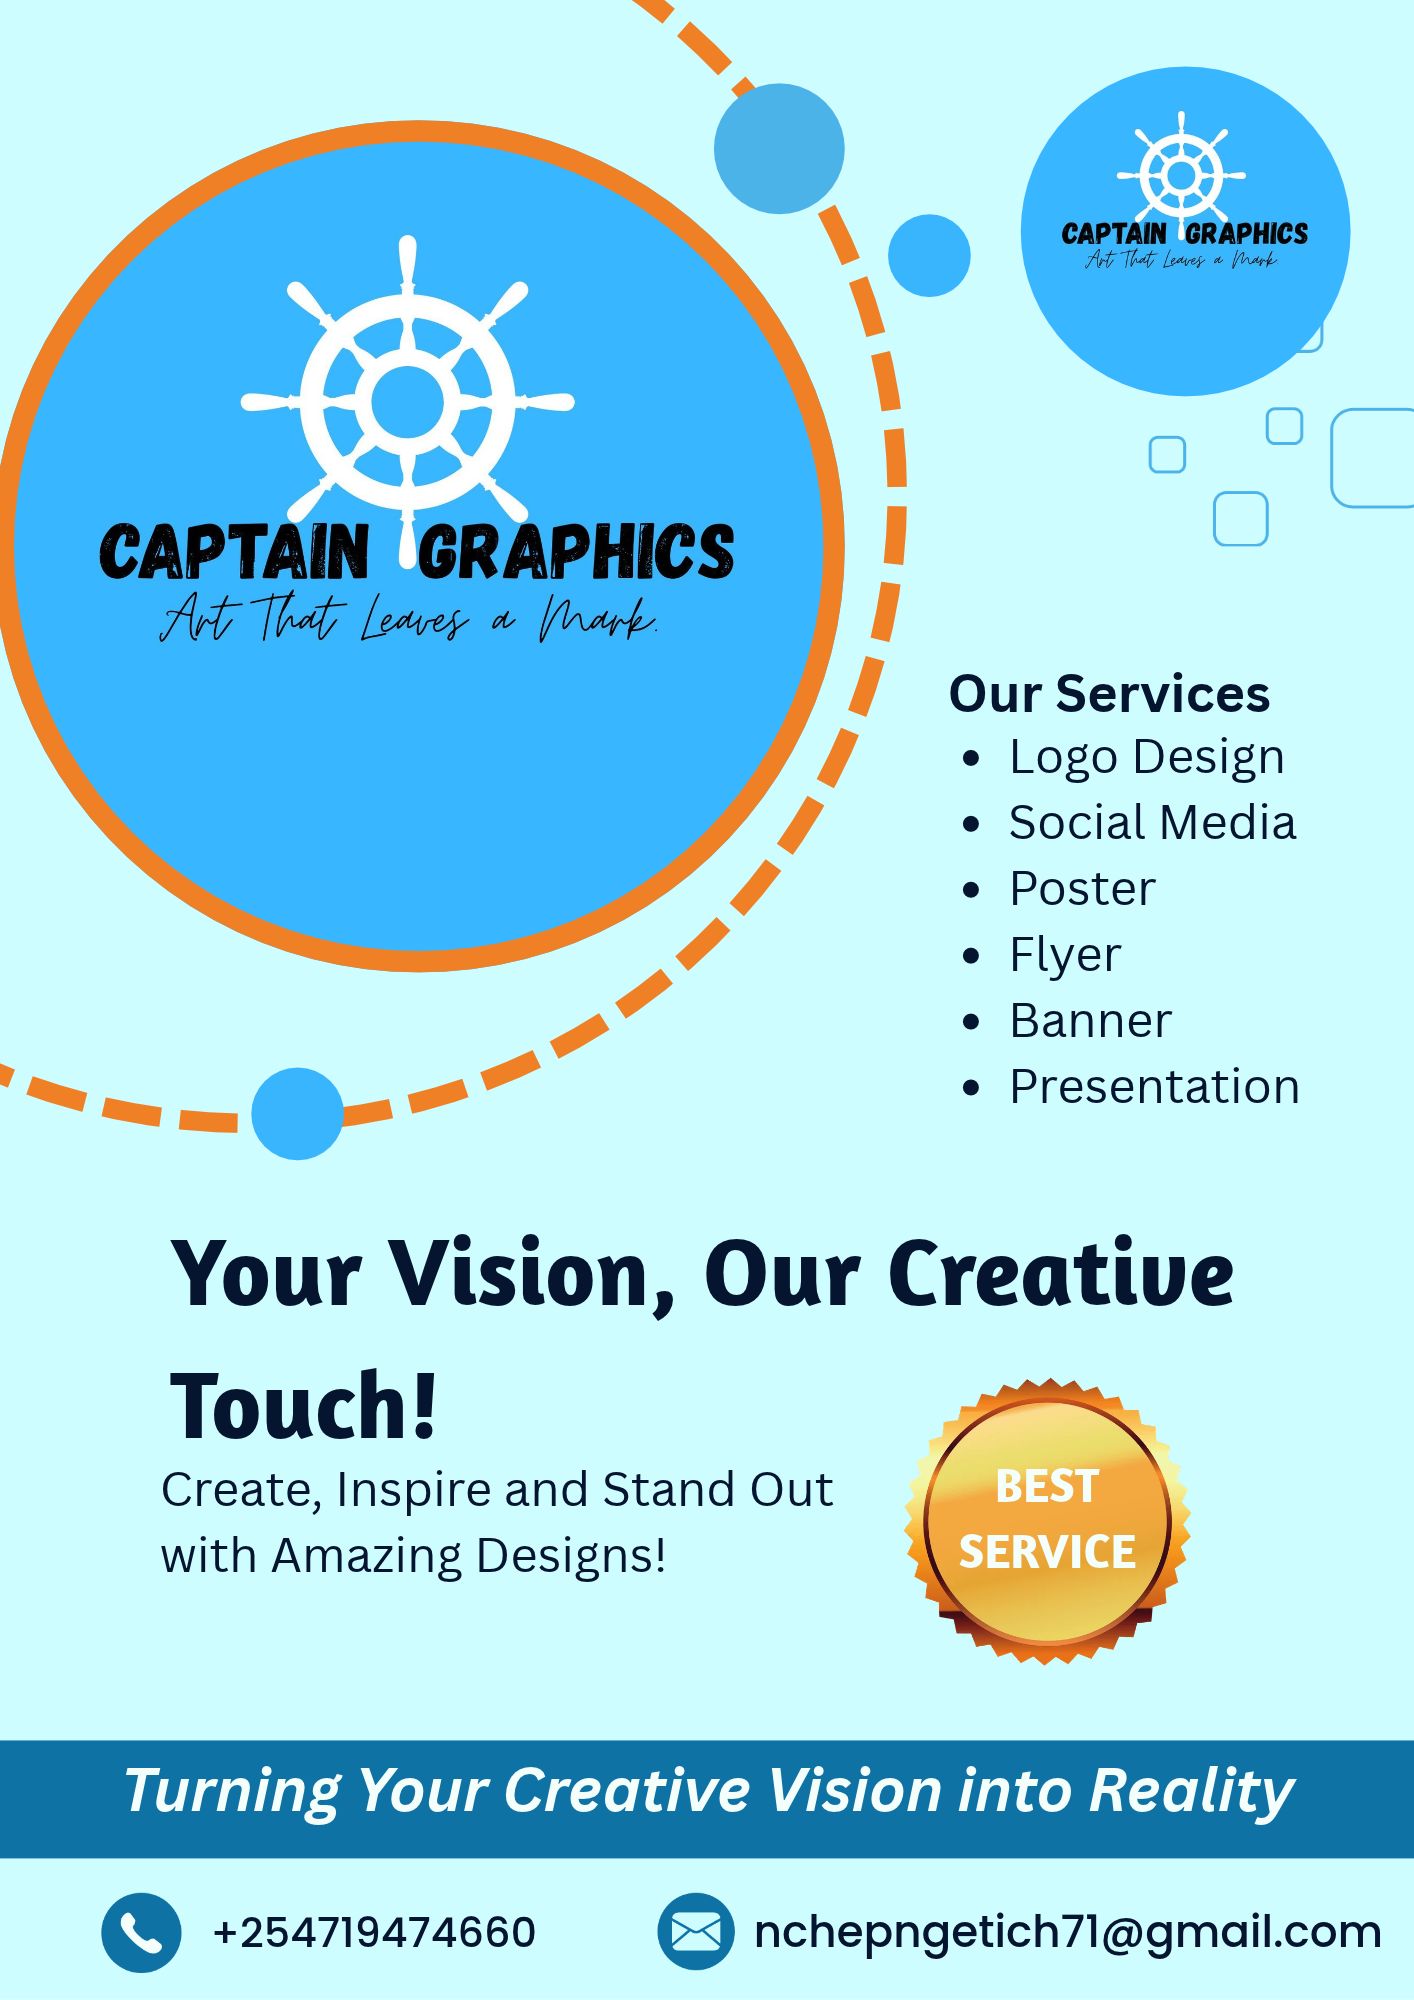 CAPTAIN GRAPHICS
Art That Leaves a Mark.
CAPTAIN GRAPHICS
Art That Leaves a Mark.
Our Services
• Logo Design
• Social Media
• Poster
• Flyer
• Banner
• Presentation
Your Vision, Our Creative
Touch!
Create, Inspire and Stand Out
with Amazing Designs!
BEST
SERVICE
Turning Your Creative Vision into Reality
+254719474660
nchepngetich71@gmail.com